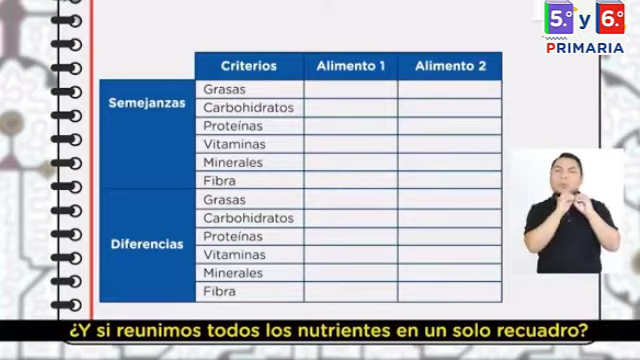 5.º y 6.º
PRIMARIA
Criterios Alimento 1 Alimento 2
Semejanzas
Grasas
Carbohidratos
Proteínas
Vitaminas
Minerales
Fibra
Diferencias
Grasas
Carbohidratos
Proteínas
Vitaminas
Minerales
Fibra
¿Y si reunimos todos los nutrientes en un solo recuadro?